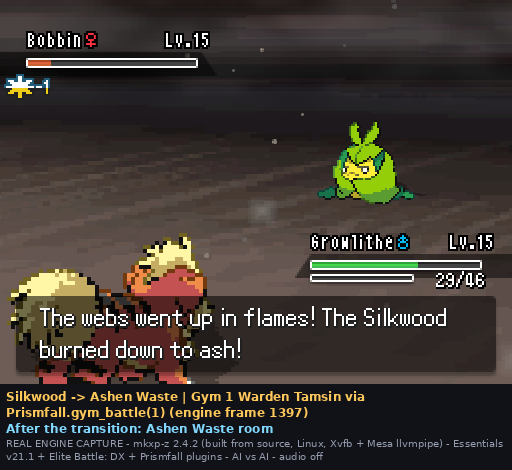 Bobbin♀ Lv.15
-1
Growlithe♂ Lv.15
29/46
The webs went up in flames! The Silkwood
burned down to ash!
Silkwood -> Ashen Waste | Gym 1 Warden Tamsin via
Prismfall.gym_battle(1) (engine frame 1397)
After the transition: Ashen Waste room
REAL ENGINE CAPTURE - mkxp-z 2.4.2 (built from source, Linux, Xvfb + Mesa llvmpipe) - Essentials
v21.1 + Elite Battle: DX + Prismfall plugins - AI vs AI - audio off